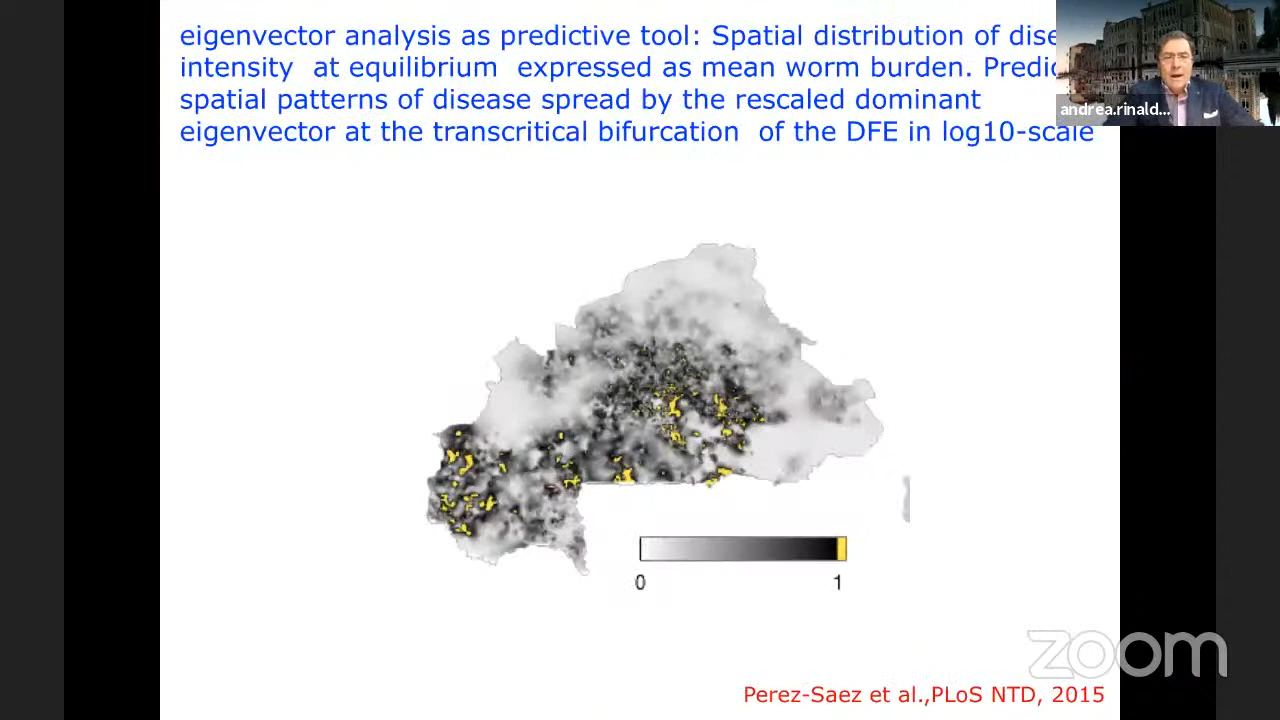 eigenvector analysis as predictive tool: Spatial distribution of
intensity at equilibrium expressed as mean worm burden.
spatial patterns of disease spread by the rescaled dominant
eigenvector at the transcritical bifurcation of the DFE in log10-scale
andrea.rinald...
0 1
zoom
Perez-Saez et al.,PLoS NTD, 2015